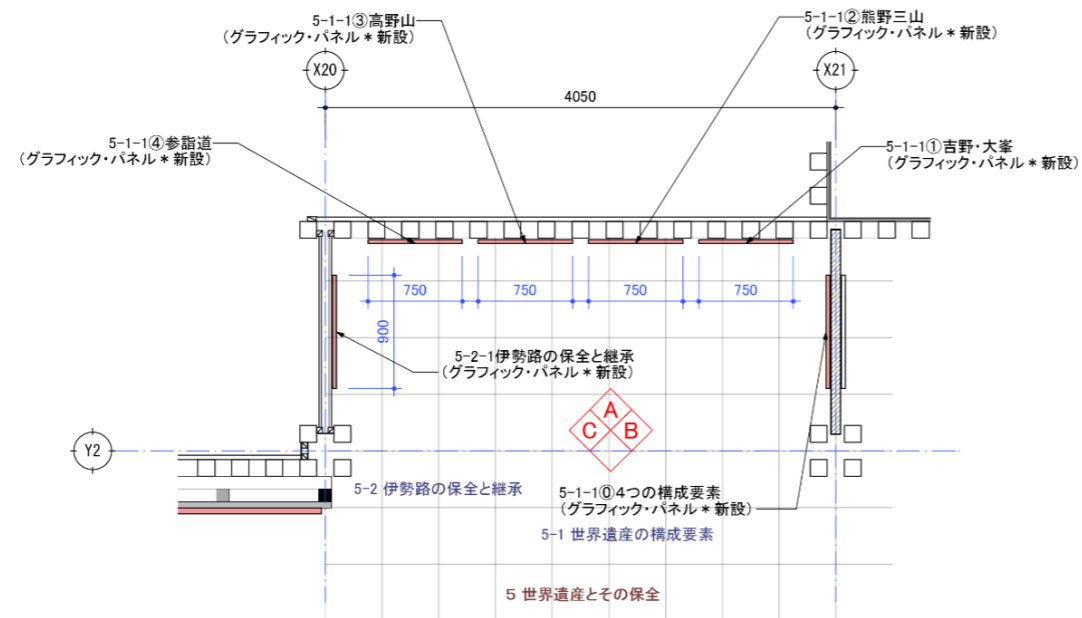 5-1-1③高野山
(グラフィック・パネル＊新設)
5-1-1②熊野三山
(グラフィック・パネル＊新設)
X20
X21
4050
5-1-1④参詣道
(グラフィック・パネル＊新設)
5-1-1①吉野・大峯
(グラフィック・パネル＊新設)
750
750
750
750
900
5-2-1伊勢路の保全と継承
(グラフィック・パネル＊新設)
A
C
B
Y2
5-2 伊勢路の保全と継承
5-1-1⓪4つの構成要素
(グラフィック・パネル＊新設)
5-1 世界遺産の構成要素
5 世界遺産とその保全